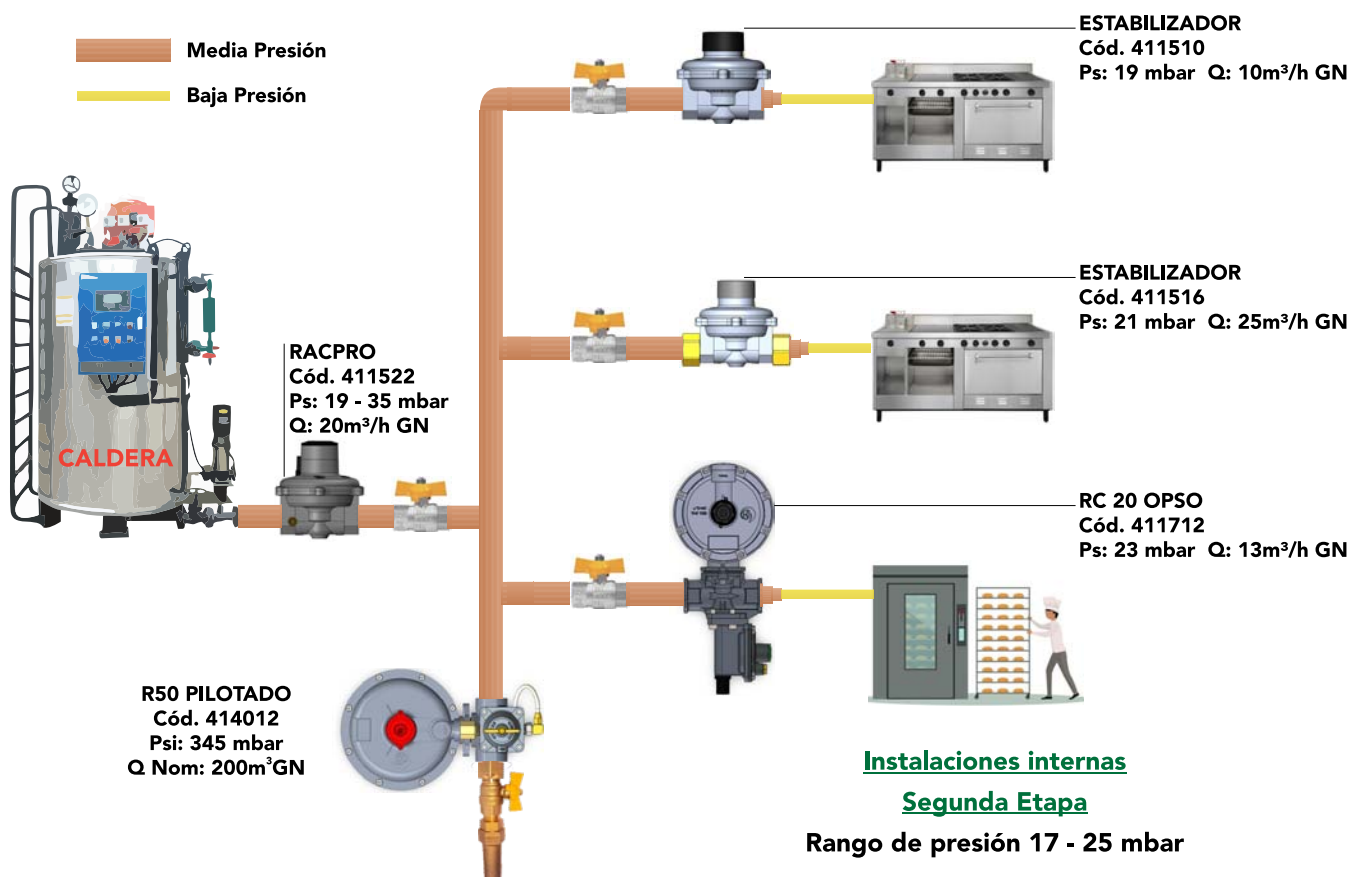 Media Presión
Baja Presión
ESTABILIZADOR
Cód. 411510
Ps: 19 mbar Q: 10m³/h GN
ESTABILIZADOR
Cód. 411516
Ps: 21 mbar Q: 25m³/h GN
RACPRO
Cód. 411522
Ps: 19 - 35 mbar
Q: 20m³/h GN
CALDERA
RC 20 OPSO
Cód. 411712
Ps: 23 mbar Q: 13m³/h GN
R50 PILOTADO
Cód. 414012
Psi: 345 mbar
Q Nom: 200m³GN
Instalaciones internas
Segunda Etapa
Rango de presión 17 - 25 mbar